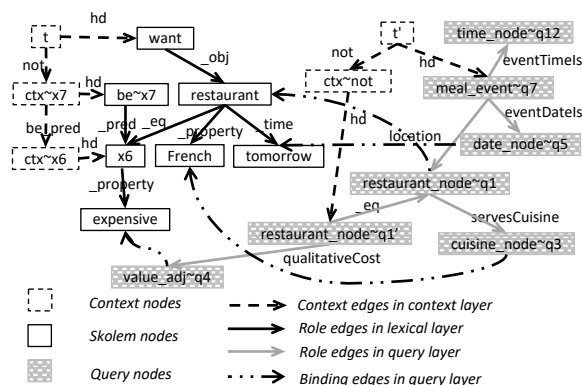 t
hd
want
t'
time_node~q12
not
_obj
not
hd
eventTimeIs
ctx~x7
hd
be~x7
restaurant
ctx~not
meal_event~q7
be_pred
_pred
_eq
_property
_time
hd
location
eventDateIs
ctx~x6
hd
x6
French
tomorrow
date_node~q5
_property
restaurant_node~q1
_eq
servesCuisine
expensive
restaurant_node~q1'
cuisine_node~q3
value_adj~q4
qualitativeCost
Context nodes
Context edges in context layer
Skolem nodes
Role edges in lexical layer
Role edges in query layer
Query nodes
Binding edges in query layer